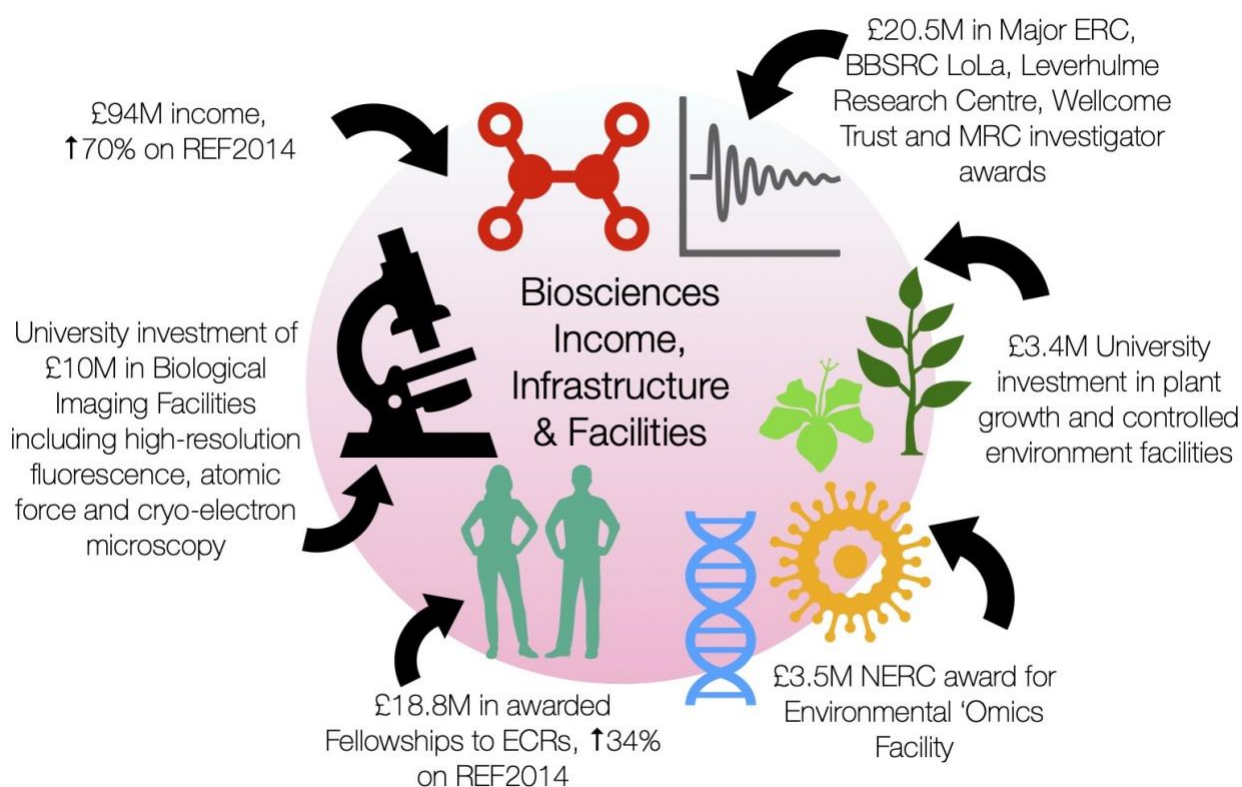 £94M income,
↑70% on REF2014
£20.5M in Major ERC,
BBSRC LoLa, Leverhulme
Research Centre, Wellcome
Trust and MRC investigator
awards
Biosciences
Income,
Infrastructure
& Facilities
University investment of
£10M in Biological
Imaging Facilities
including high-resolution
fluorescence, atomic
force and cryo-electron
microscopy
£3.4M University
investment in plant
growth and controlled
environment facilities
£18.8M in awarded
Fellowships to ECRs, ↑34%
on REF2014
£3.5M NERC award for
Environmental ‘Omics
Facility